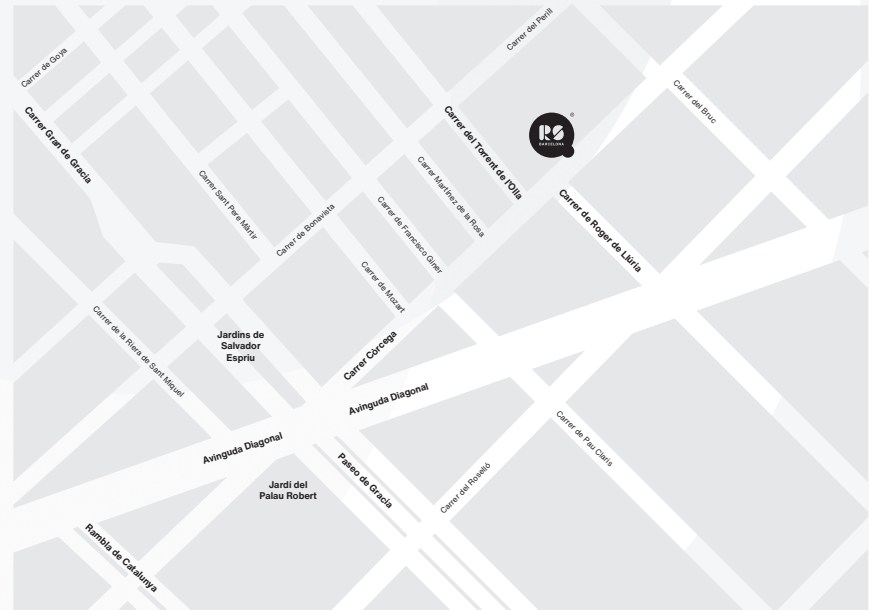 Carrer del Perill
Carrer de Goya
Carrer del Bruc
Carrer Gran de Gracia
Carrer del Torrent de l'Olla
RS
BARCELONA
®
Carrer Martínez de la Rosa
Carrer Sant Pere Màrtir
Carrer de Bonavista
Carrer de Francisco Giner
Carrer de Roger de Llúria
Carrer de Mozart
Carrer de la Riera de Sant Miquel
Jardins de
Salvador
Espriu
Carrer Còrcega
Avinguda Diagonal
Avinguda Diagonal
Carrer de Pau Claris
Jardí del
Palau Robert
Paseo de Gracia
Carrer del Roselló
Rambla de Catalunya